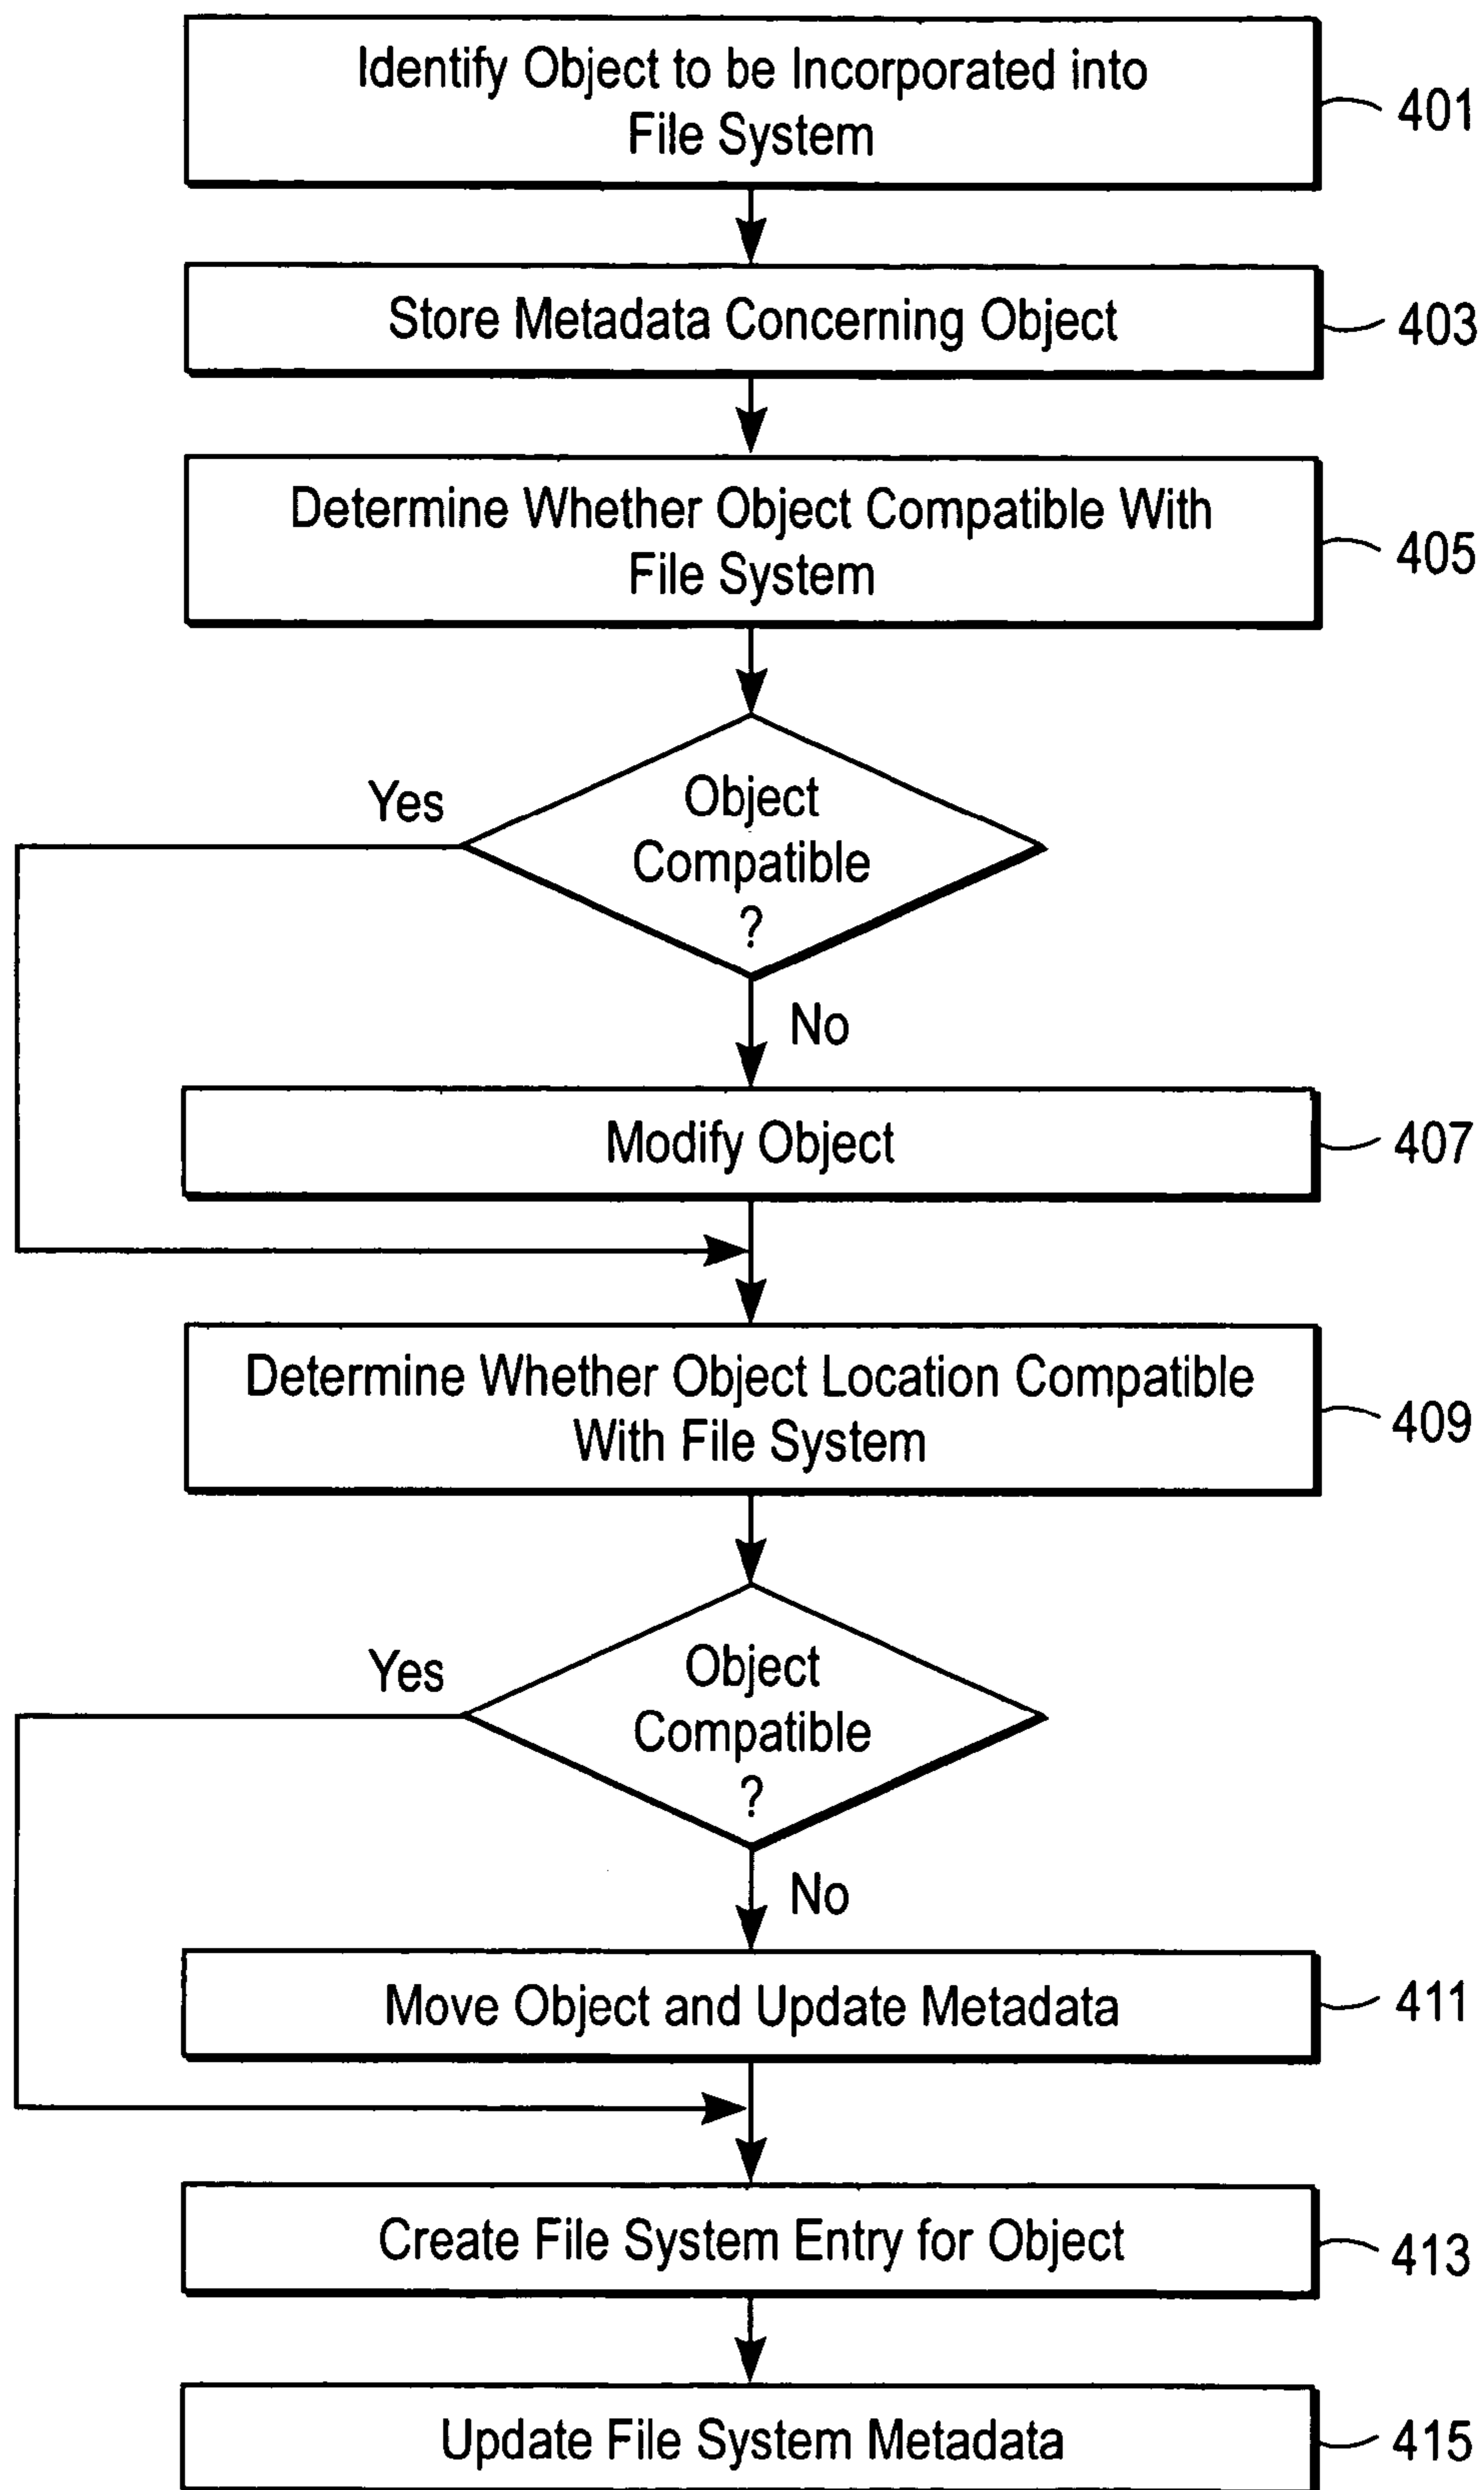 Identify Object to be Incorporated into
File System
401
Store Metadata Concerning Object
403
Determine Whether Object Compatible With
File System
405
Yes
Object
Compatible
?
No
Modify Object
407
Determine Whether Object Location Compatible
With File System
409
Yes
Object
Compatible
?
No
Move Object and Update Metadata
411
Create File System Entry for Object
413
Update File System Metadata
415